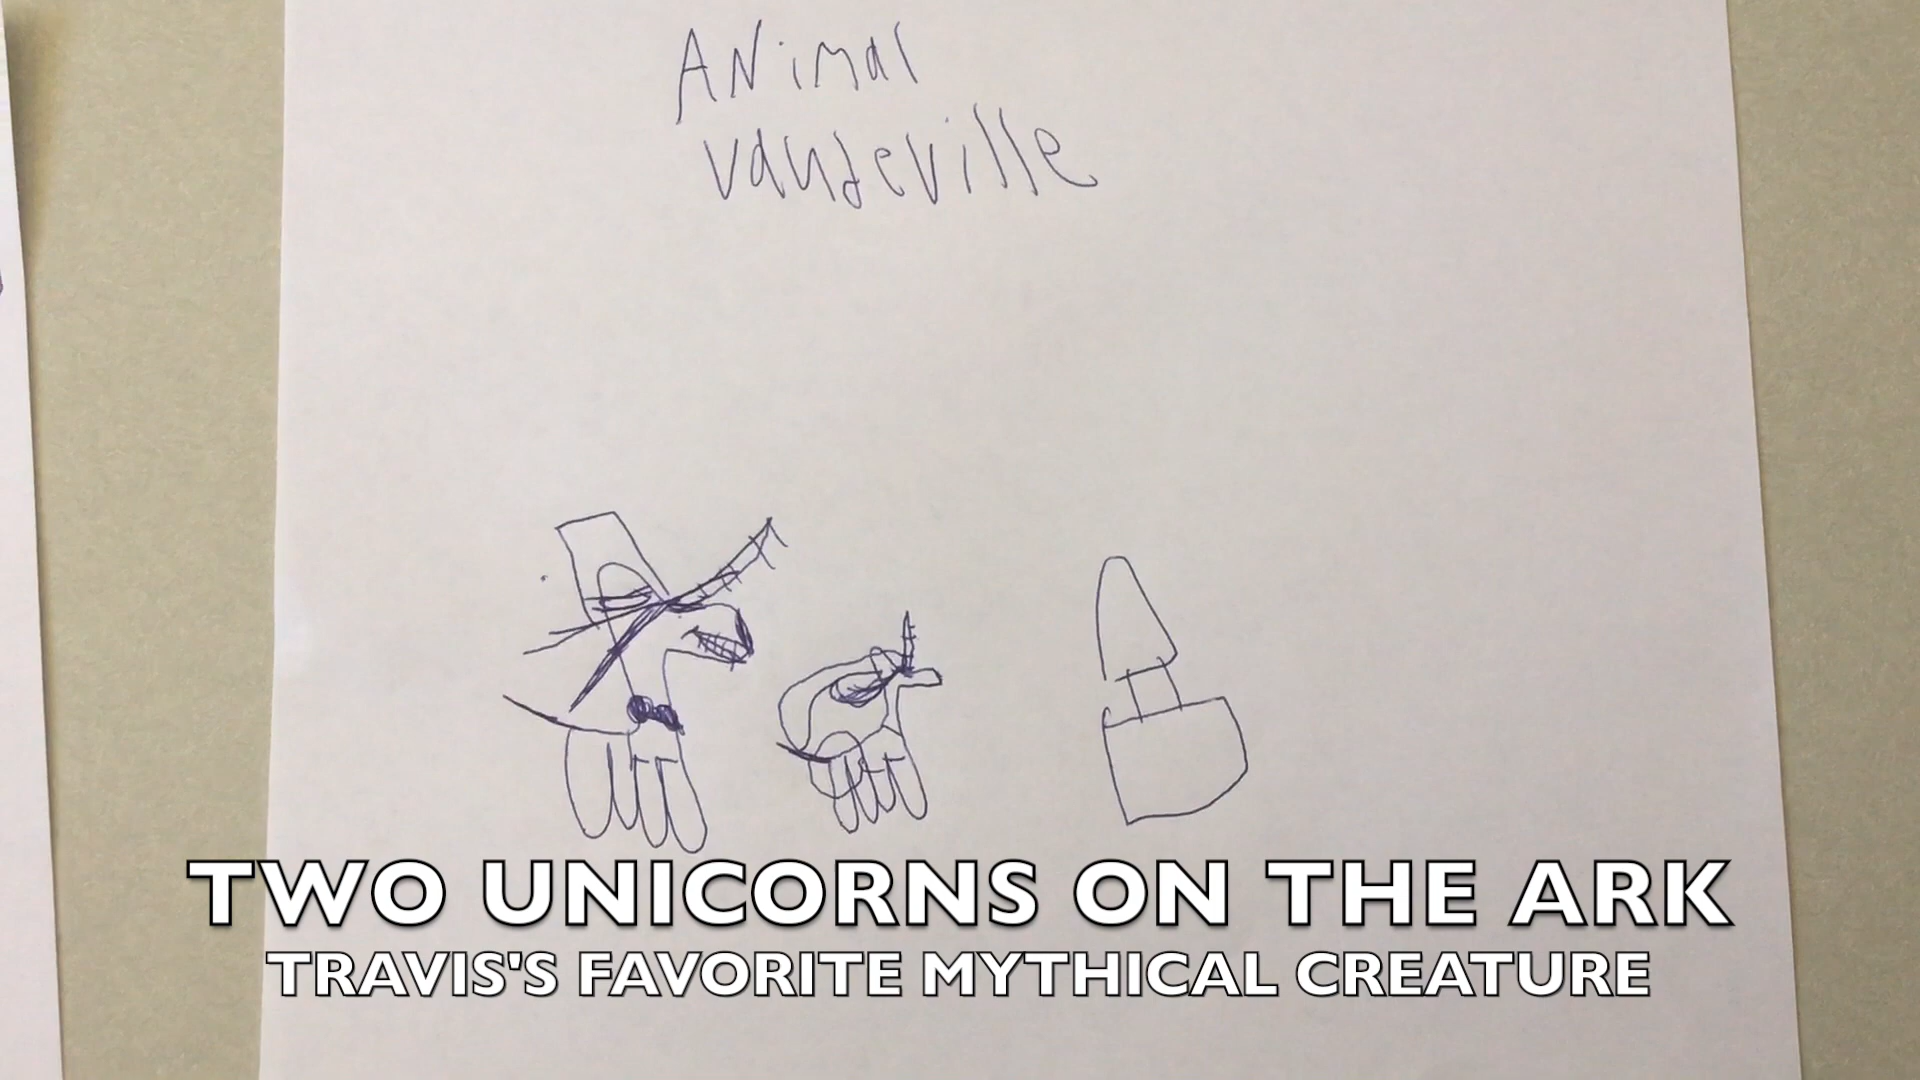 ANimal
vaudeville
TWO UNICORNS ON THE ARK
TRAVIS'S FAVORITE MYTHICAL CREATURE